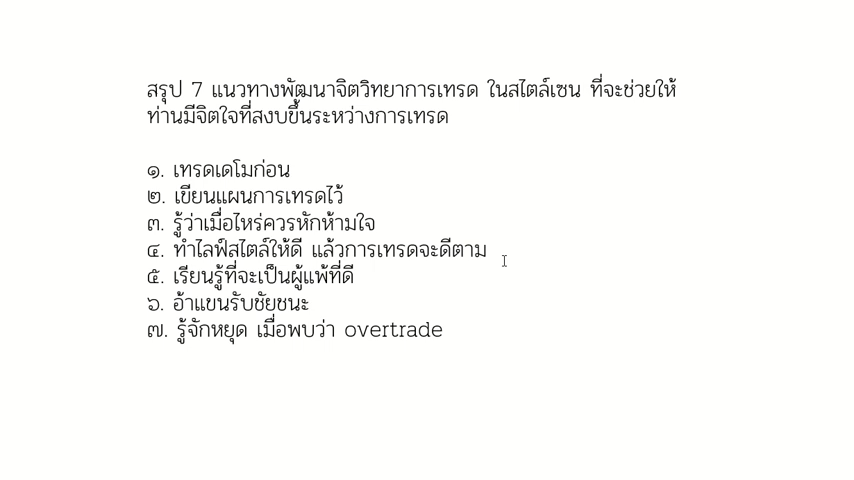 สรุป 7 แนวทางพัฒนาจิตวิทยาการเทรด ในสไตล์เซน ที่จะช่วยให้
ท่านมีจิตใจที่สงบขึ้นระหว่างการเทรด
๑. เทรดเดโมก่อน
๒. เขียนแผนการเทรดไว้
๓. รู้ว่าเมื่อไหร่ควรหักห้ามใจ
๔. ทำไลฟ์สไตล์ให้ดี แล้วการเทรดจะดีตาม
๕. เรียนรู้ที่จะเป็นผู้แพ้ที่ดี
๖. อ้าแขนรับชัยชนะ
๗. รู้จักหยุด เมื่อพบว่า overtrade